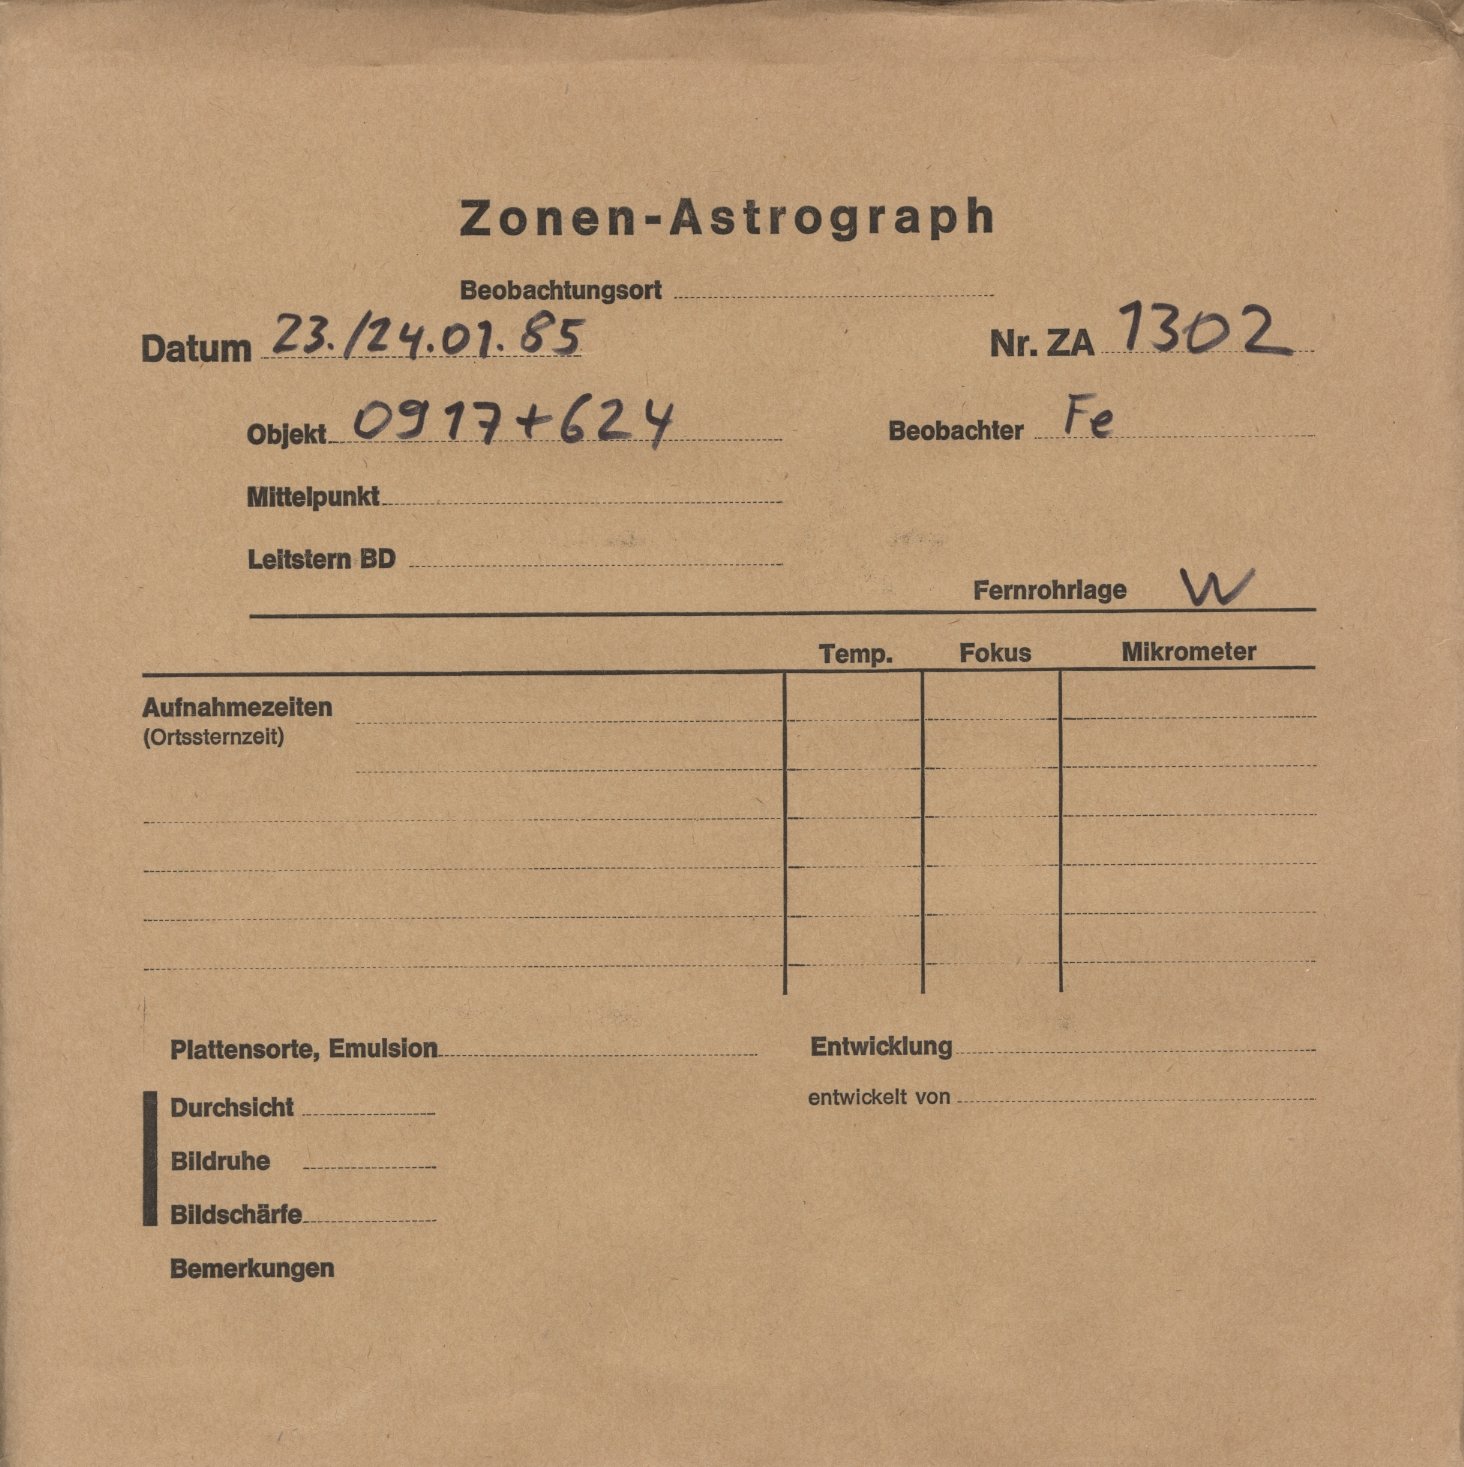 Zonen-Astrograph
Beobachtungsort
Datum 23./24.01.85 Nr. ZA 1302
Objekt 0917+624 Beobachter Fe
Mittelpunkt
Leitstern BD
Fernrohrlage W
Temp. Fokus Mikrometer
Aufnahmezeiten
(Ortssternzeit)
Plattensorte, Emulsion Entwicklung
Durchsicht entwickelt von
Bildruhe
Bildschärfe
Bemerkungen